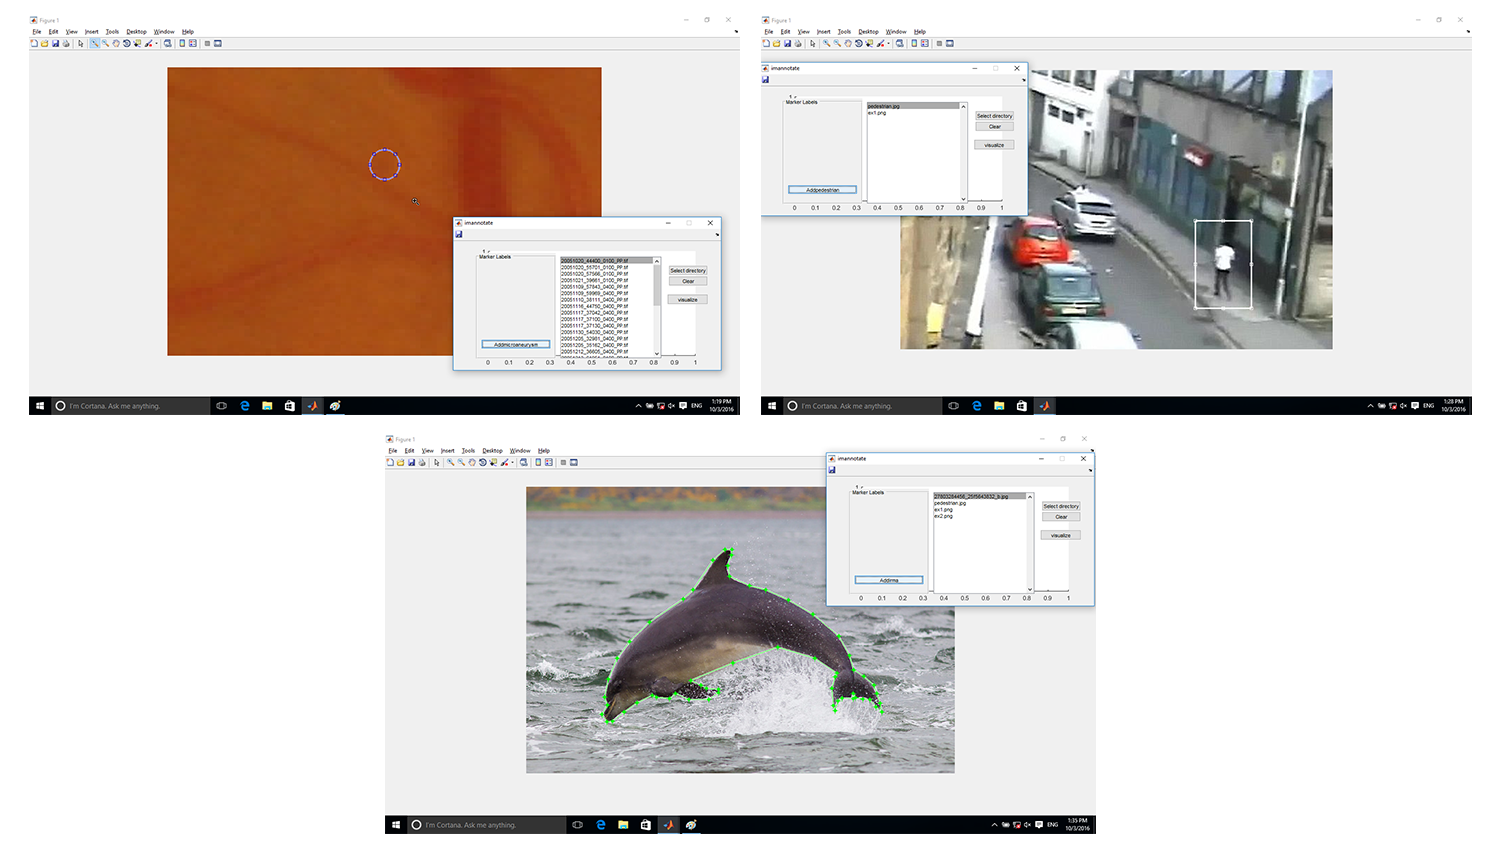 Figure 1
File Edit View Insert Tools Desktop Window Help
imannotate
Marker Labels
20051020_44400_0100_PP.tif
20051020_55701_0100_PP.tif
20051020_57566_0100_PP.tif
20051021_39661_0100_PP.tif
20051109_57843_0400_PP.tif
20051109_59969_0400_PP.tif
20051110_38111_0400_PP.tif
20051116_44750_0400_PP.tif
20051117_37042_0400_PP.tif
20051117_37100_0400_PP.tif
20051117_37130_0400_PP.tif
20051130_54030_0400_PP.tif
20051205_32981_0400_PP.tif
20051205_35162_0400_PP.tif
20051212_36605_0400_PP.tif
Select directory
Clear
visualize
Addmicroaneurysm
0 0.1 0.2 0.3 0.4 0.5 0.6 0.7 0.8 0.9 1
I'm Cortana. Ask me anything.
ENG
1:19 PM
10/3/2016
Figure 1
File Edit View Insert Tools Desktop Window Help
imannotate
Marker Labels
pedestrian.jpg
ex1.png
Select directory
Clear
visualize
Addpedestrian
0 0.1 0.2 0.3 0.4 0.5 0.6 0.7 0.8 0.9 1
I'm Cortana. Ask me anything.
ENG
1:28 PM
10/3/2016
Figure 1
File Edit View Insert Tools Desktop Window Help
imannotate
Marker Labels
pedestrian.jpg
ex1.png
ex2.png
Select directory
Clear
visualize
0 0.1 0.2 0.3 0.4 0.5 0.6 0.7 0.8 0.9 1
I'm Cortana. Ask me anything.
ENG
1:35 PM
10/3/2016